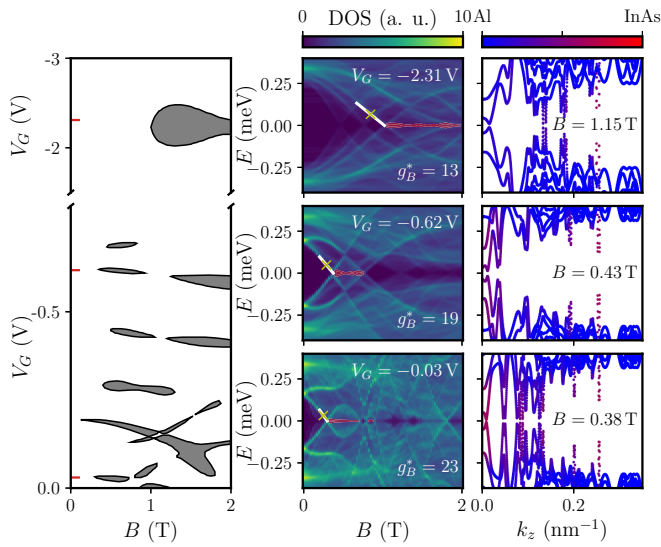 0 DOS (a. u.) 10
Al InAs
-3
-2
-0.5
0.0
V_G (V)
V_G (V)
0 1 2
B (T)
0.25
0.00
−0.25
E (meV)
V_G = −2.31 V
g*_B = 13
B = 1.15 T
0.25
0.00
−0.25
E (meV)
V_G = −0.62 V
g*_B = 19
B = 0.43 T
0.25
0.00
−0.25
E (meV)
V_G = −0.03 V
g*_B = 23
B = 0.38 T
0 2
B (T)
0.0 0.2
k_z (nm⁻¹)